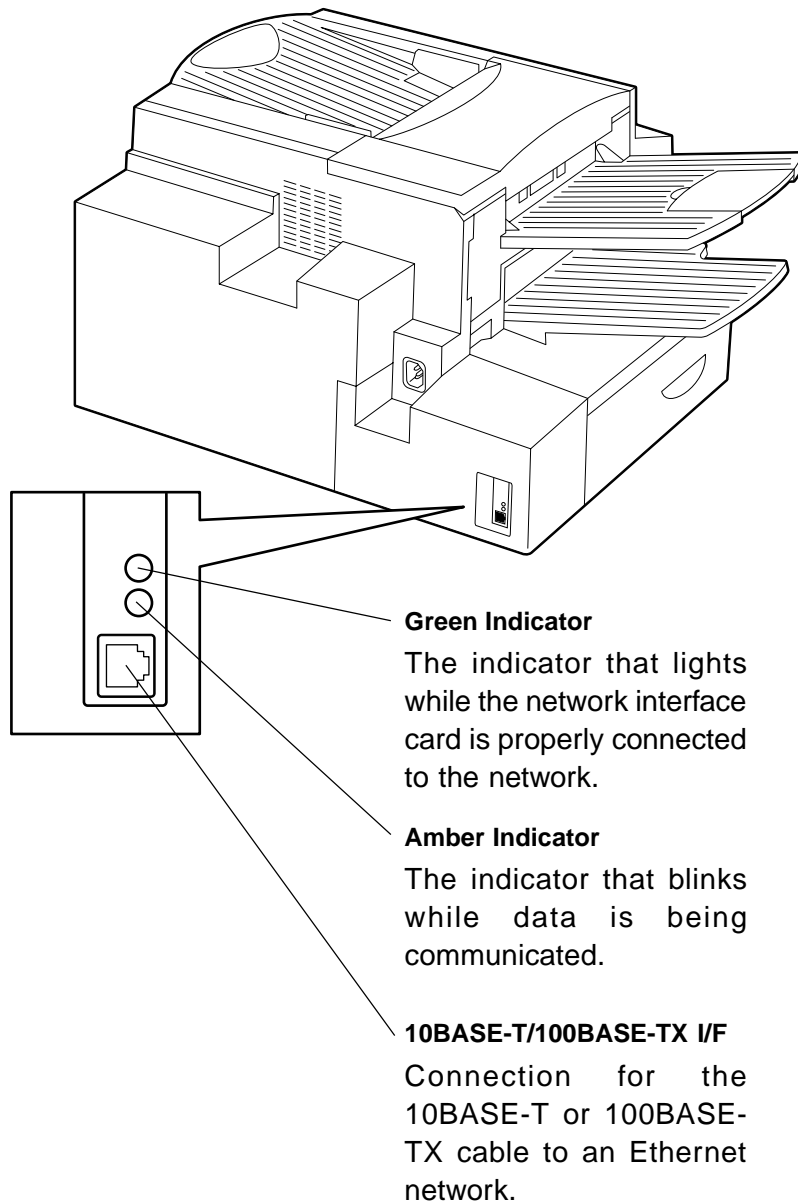 Green Indicator
The indicator that lights
while the network interface
card is properly connected
to the network.
Amber Indicator
The indicator that blinks
while data is being
communicated.
10BASE-T/100BASE-TX I/F
Connection for the
10BASE-T or 100BASE-
TX cable to an Ethernet
network.